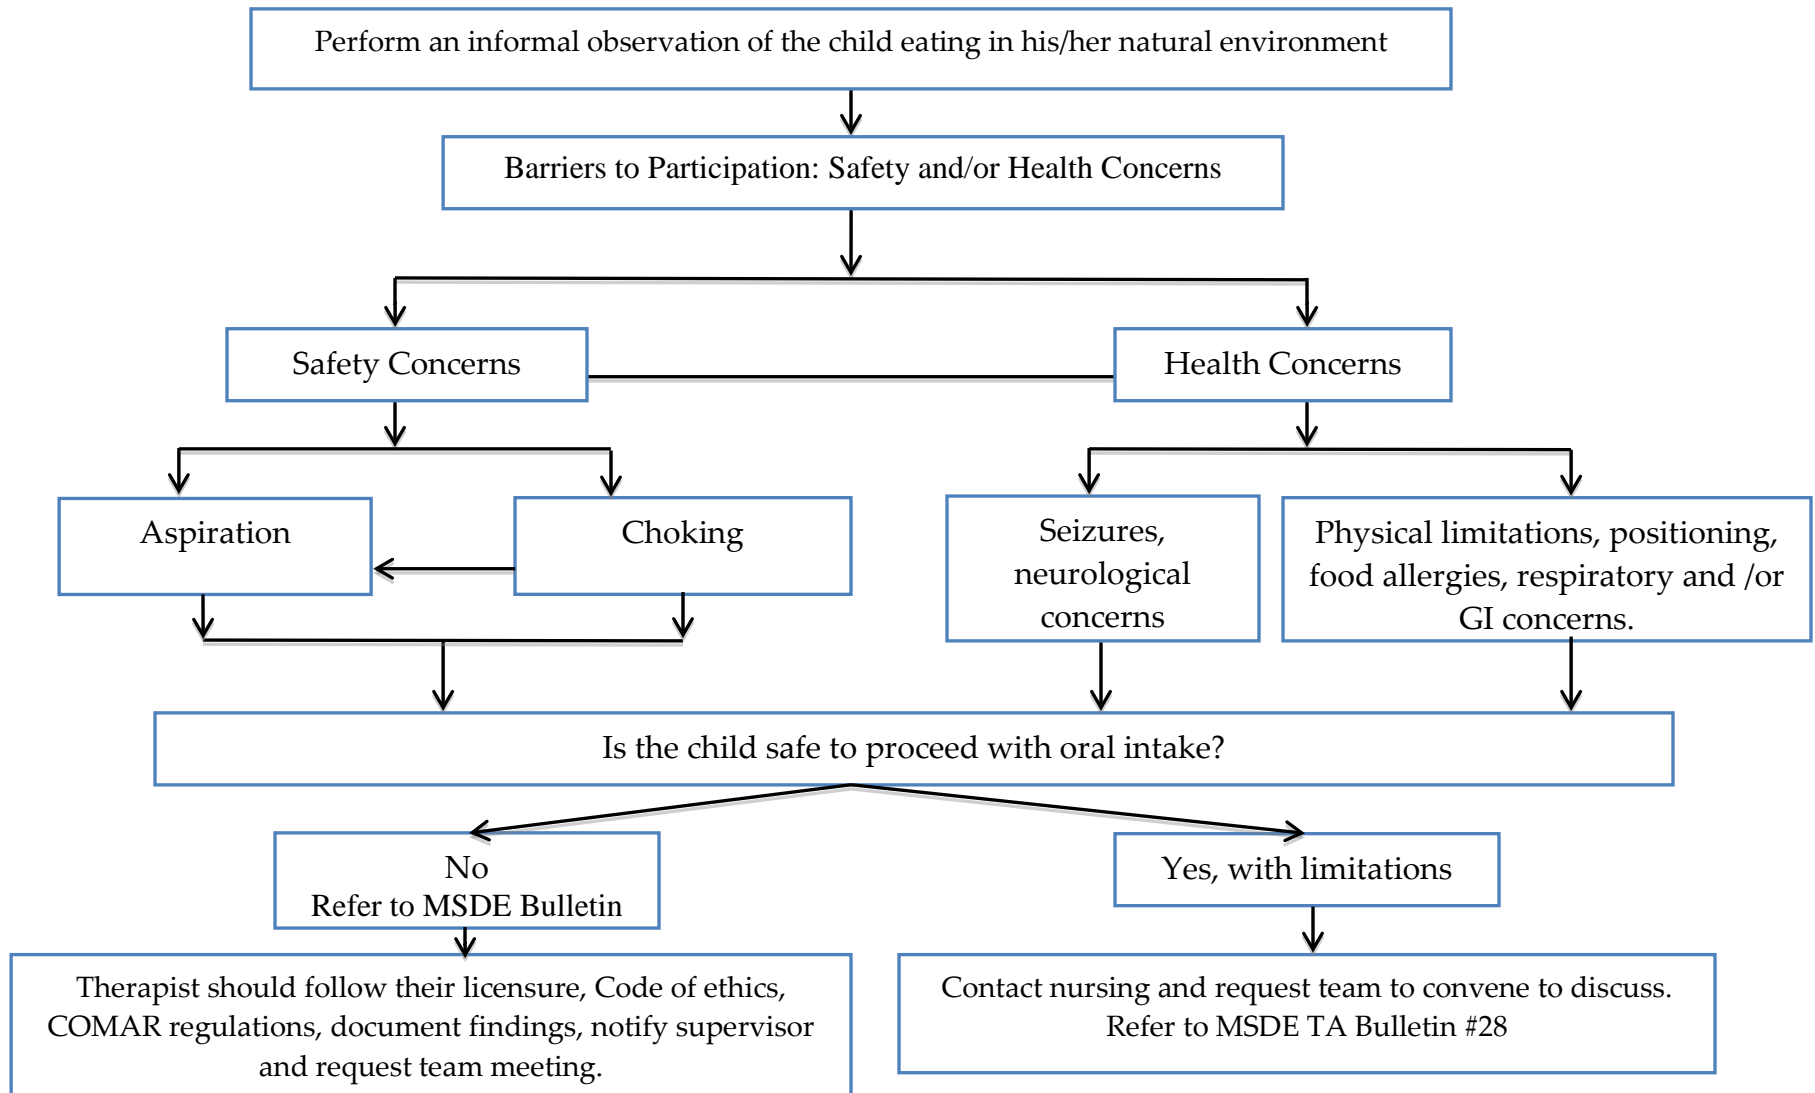 Perform an informal observation of the child eating in his/her natural environment
Barriers to Participation: Safety and/or Health Concerns
Safety Concerns
Health Concerns
Aspiration
Choking
Seizures,
neurological
concerns
Physical limitations, positioning,
food allergies, respiratory and /or
GI concerns.
Is the child safe to proceed with oral intake?
No
Refer to MSDE Bulletin
Yes, with limitations
Therapist should follow their licensure, Code of ethics,
COMAR regulations, document findings, notify supervisor
and request team meeting.
Contact nursing and request team to convene to discuss.
Refer to MSDE TA Bulletin #28